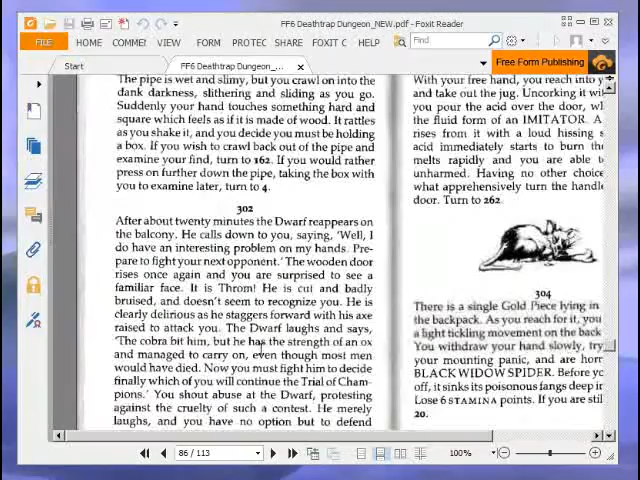 FF6 Deathtrap Dungeon_NEW.pdf - Foxit Reader
FILE HOME COMMEI VIEW FORM PROTEC SHARE FOXIT C Find
Start FF6 Deathtrap Dungeon_... Free Form Publishing
The pipe is wet and slimy, but you crawl on into the
dank darkness, slithering and sliding as you go.
Suddenly your hand touches something hard and
square which feels as if it is made of wood. It rattles
as you shake it, and you decide you must be holding
a box. If you wish to crawl back out of the pipe and
examine your find, turn to 162. If you would rather
press on further down the pipe, taking the box with
you to examine later, turn to 4.
302
After about twenty minutes the Dwarf reappears on
the balcony. He calls down to you, saying, 'Well, I
do have an interesting problem on my hands. Pre-
pare to fight your next opponent.' The wooden door
rises once again and you are surprised to see a
familiar face. It is Throm! He is cut and badly
bruised, and doesn't seem to recognize you. He is
clearly delirious as he staggers forward with his axe
raised to attack you. The Dwarf laughs and says,
'The cobra bit him, but he has the strength of an ox
and managed to carry on, even though most men
would have died. Now you must fight him to decide
finally which of you will continue the Trial of Cham-
pions.' You shout abuse at the Dwarf, protesting
against the cruelty of such a contest. He merely
laughs, and you have no option but to defend
With your free hand, you reach into y
and take out the jug. Uncorking it wi
you pour the acid over the door, wh
the fluid form of an IMITATOR. A
rises from it with a loud hissing s
acid immediately starts to burn the
melts rapidly and you are able t
unharmed. Having no other choice
what apprehensively turn the handl
door. Turn to 262.
304
There is a single Gold Piece lying in
the backpack. As you reach for it, you
a light tickling movement on the back
You withdraw your hand slowly, try
your mounting panic, and are horr
BLACK WIDOW SPIDER. Before yo
off, it sinks its poisonous fangs deep in
Lose 6 STAMINA points. If you are stil
20.
86 / 113 100%